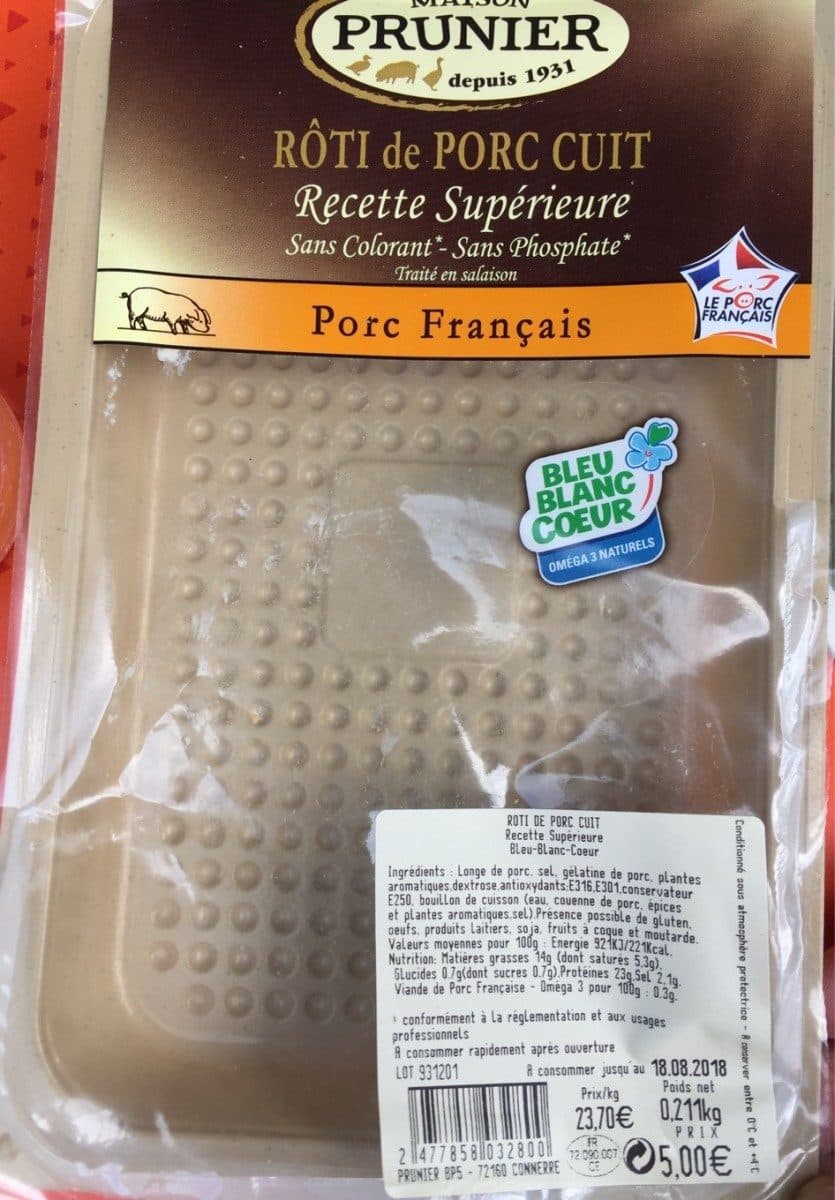 MAISON
PRUNIER
depuis 1931
RÔTI de PORC CUIT
Recette Supérieure
Sans Colorant*- Sans Phosphate*
Traité en salaison
LE PORC
FRANÇAIS
Porc Français
BLEU
BLANC
COEUR
OMÉGA 3 NATURELS
ROTI DE PORC CUIT
Recette Supérieure
Bleu-Blanc-Coeur
Ingrédients : Longe de porc, sel, gélatine de porc, plantes
aromatiques,dextrose,antioxydants:E316,E301,conservateur
E250, bouillon de cuisson (eau, couenne de porc, épices
et plantes aromatiques,sel).Présence possible de gluten,
oeufs, produits laitiers, soja, fruits à coque et moutarde.
Valeurs moyennes pour 100g : Energie 921KJ/221Kcal.
Nutrition: Matières grasses 14g (dont saturés 5,3g),
Glucides 0.7g(dont sucres 0.7g),Protéines 23g,Sel 2,1g.
Viande de Porc Française - Oméga 3 pour 100g : 0.3g.
* conformément à la réglementation et aux usages
professionnels
A consommer rapidement après ouverture
LOT 931201
A consommer jusqu'au 18.08.2018
Prix/kg
Poids net
23,70€
0,211kg
PRIX
5,00€
FR
72.090.007
CE
2 477858 032800
PRUNIER BP5 - 72160 CONNERRE
Conditionné sous atmosphère protectrice - A conserver entre 0°C et +4°C